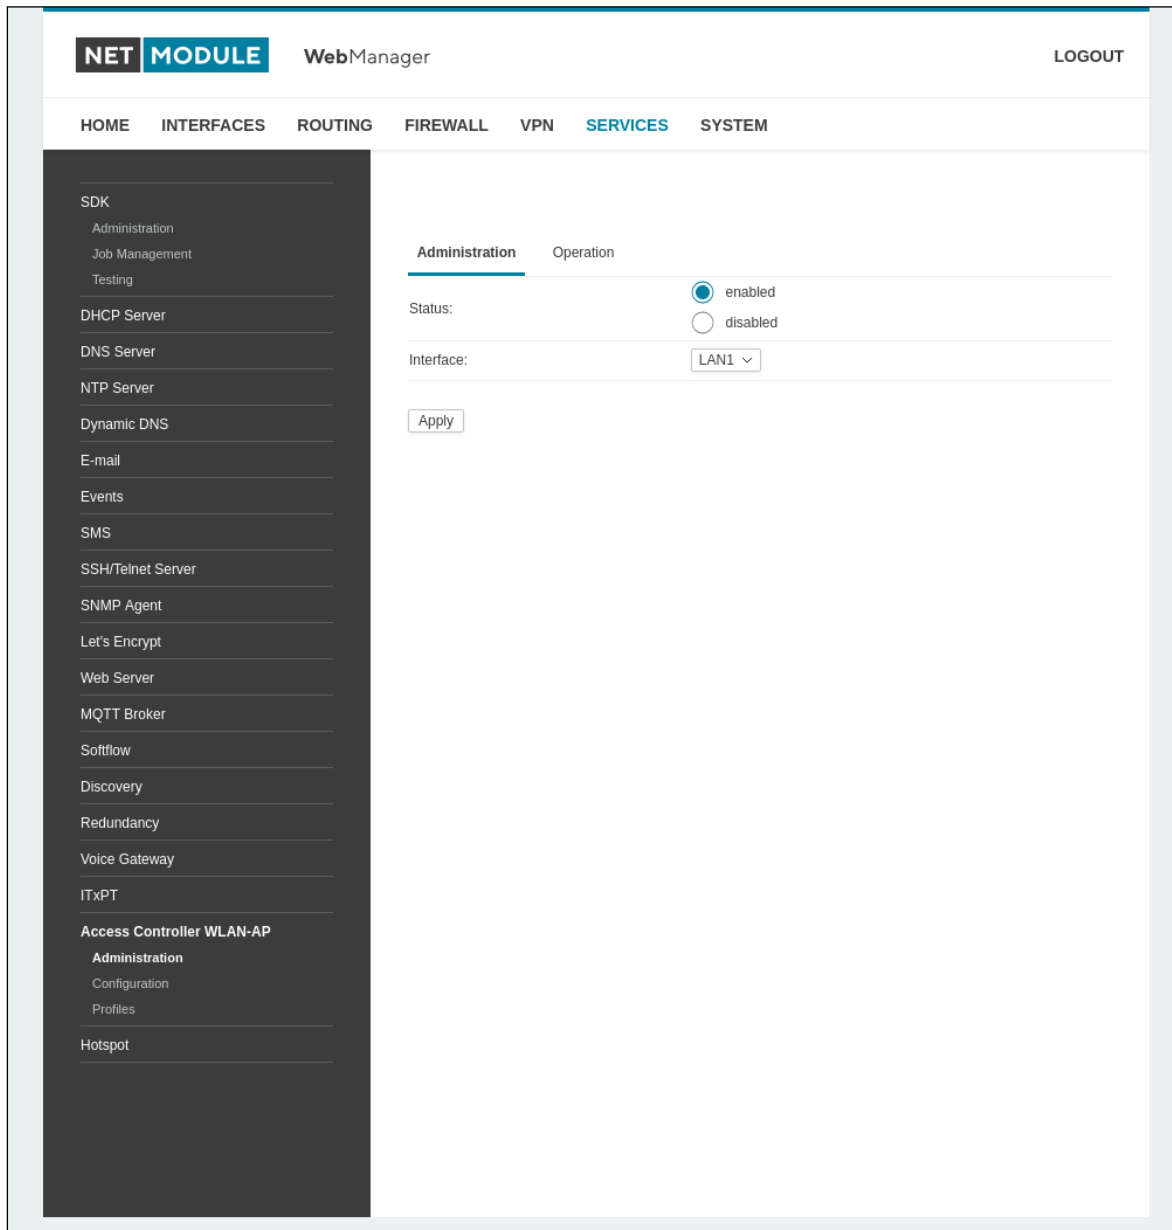 NET MODULE WebManager LOGOUT
HOME INTERFACES ROUTING FIREWALL VPN SERVICES SYSTEM
SDK
Administration
Job Management
Testing
DHCP Server
DNS Server
NTP Server
Dynamic DNS
E-mail
Events
SMS
SSH/Telnet Server
SNMP Agent
Let's Encrypt
Web Server
MQTT Broker
Softflow
Discovery
Redundancy
Voice Gateway
ITxPT
Access Controller WLAN-AP
Administration
Configuration
Profiles
Hotspot
Administration Operation
Status: enabled
disabled
Interface: LAN1
Apply